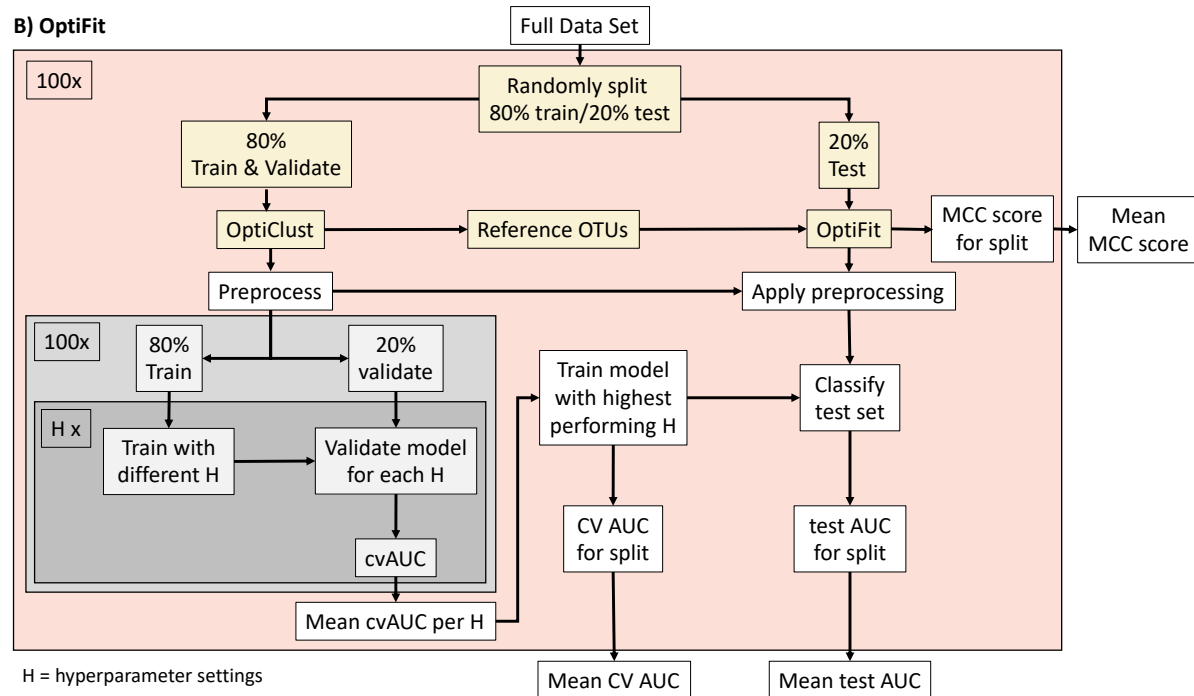 B) OptiFit
Full Data Set
100x
Randomly split
80% train/20% test
80%
Train & Validate
20%
Test
OptiClust
Reference OTUs
OptiFit
MCC score
for split
Mean
MCC score
Preprocess
Apply preprocessing
100x
80%
Train
20%
validate
Train model
with highest
performing H
Classify
test set
H x
Train with
different H
Validate model
for each H
cvAUC
CV AUC
for split
test AUC
for split
Mean cvAUC per H
H = hyperparameter settings
Mean CV AUC
Mean test AUC